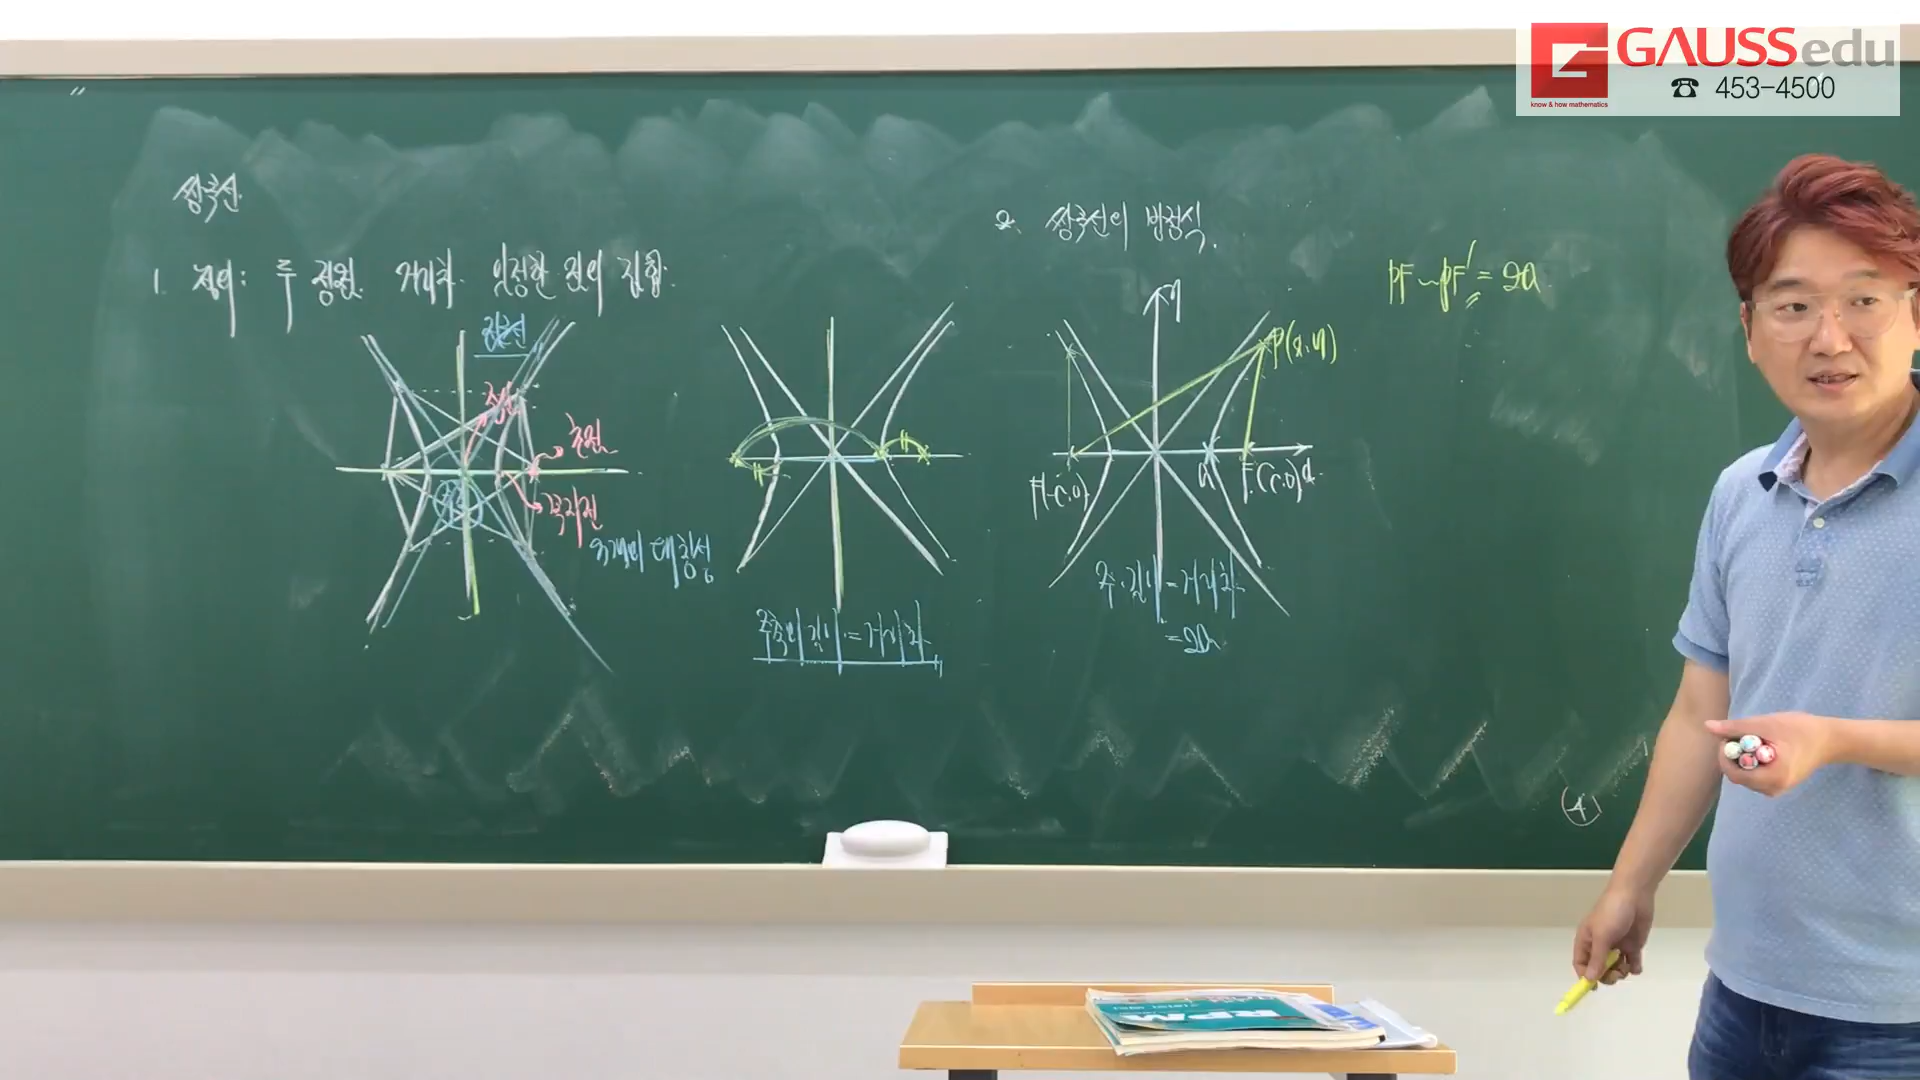 GAUSSedu
know & how mathematics
☎ 453-4500
쌍곡선
1. 정의: 두 정점 거리차 일정한 점의 집합.
점근선
초점
꼭지점
3개의 대칭성
주축의 길이=거리차
2. 쌍곡선의 방정식.
y
P(x,y)
F'(-c,0)
a
F(c,0)
x
주.길이=거리차
=2a
PF~PF'=2a
4
RPM